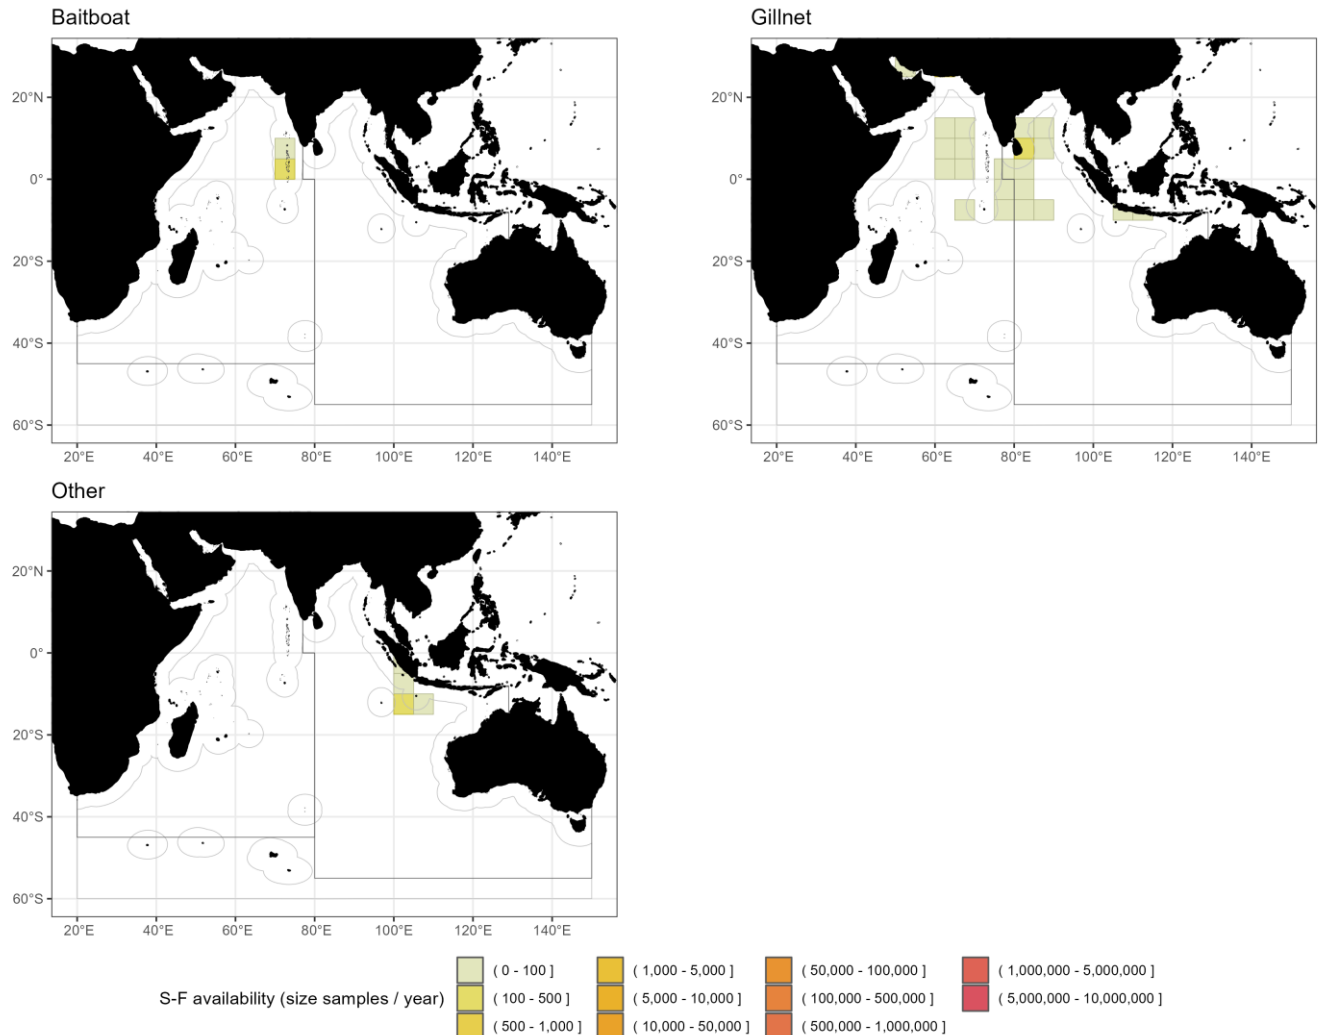 Baitboat
Gillnet
20°N
0°
20°S
40°S
60°S
20°E 40°E 60°E 80°E 100°E 120°E 140°E
20°N
0°
20°S
40°S
60°S
20°E 40°E 60°E 80°E 100°E 120°E 140°E
Other
20°N
0°
20°S
40°S
60°S
20°E 40°E 60°E 80°E 100°E 120°E 140°E
S-F availability (size samples / year)
( 0 - 100 ]
( 100 - 500 ]
( 500 - 1,000 ]
( 1,000 - 5,000 ]
( 5,000 - 10,000 ]
( 10,000 - 50,000 ]
( 50,000 - 100,000 ]
( 100,000 - 500,000 ]
( 500,000 - 1,000,000 ]
( 1,000,000 - 5,000,000 ]
( 5,000,000 - 10,000,000 ]